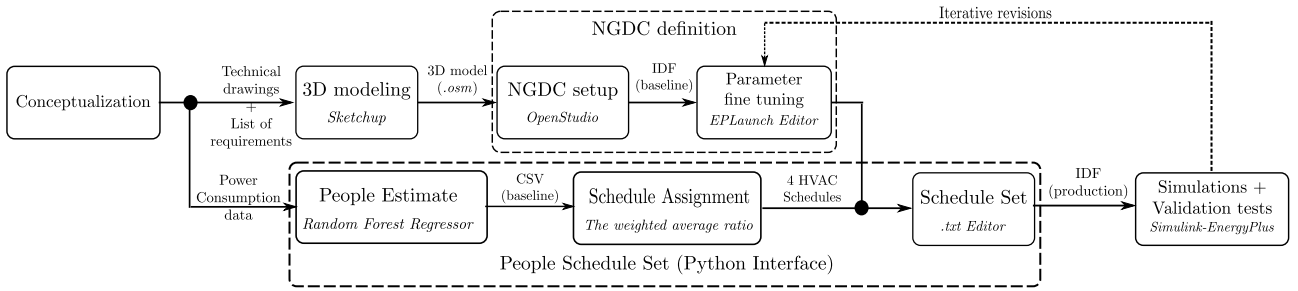 Iterative revisions
NGDC definition
Conceptualization
Technical
drawings
+
List of
requirements
3D modeling
Sketchup
3D model
(.osm)
NGDC setup
OpenStudio
IDF
(baseline)
Parameter
fine tuning
EPLaunch Editor
Power
Consumption
data
People Estimate
Random Forest Regressor
CSV
(baseline)
Schedule Assignment
The weighted average ratio
4 HVAC
Schedules
Schedule Set
.txt Editor
IDF
(production)
Simulations +
Validation tests
Simulink-EnergyPlus
People Schedule Set (Python Interface)